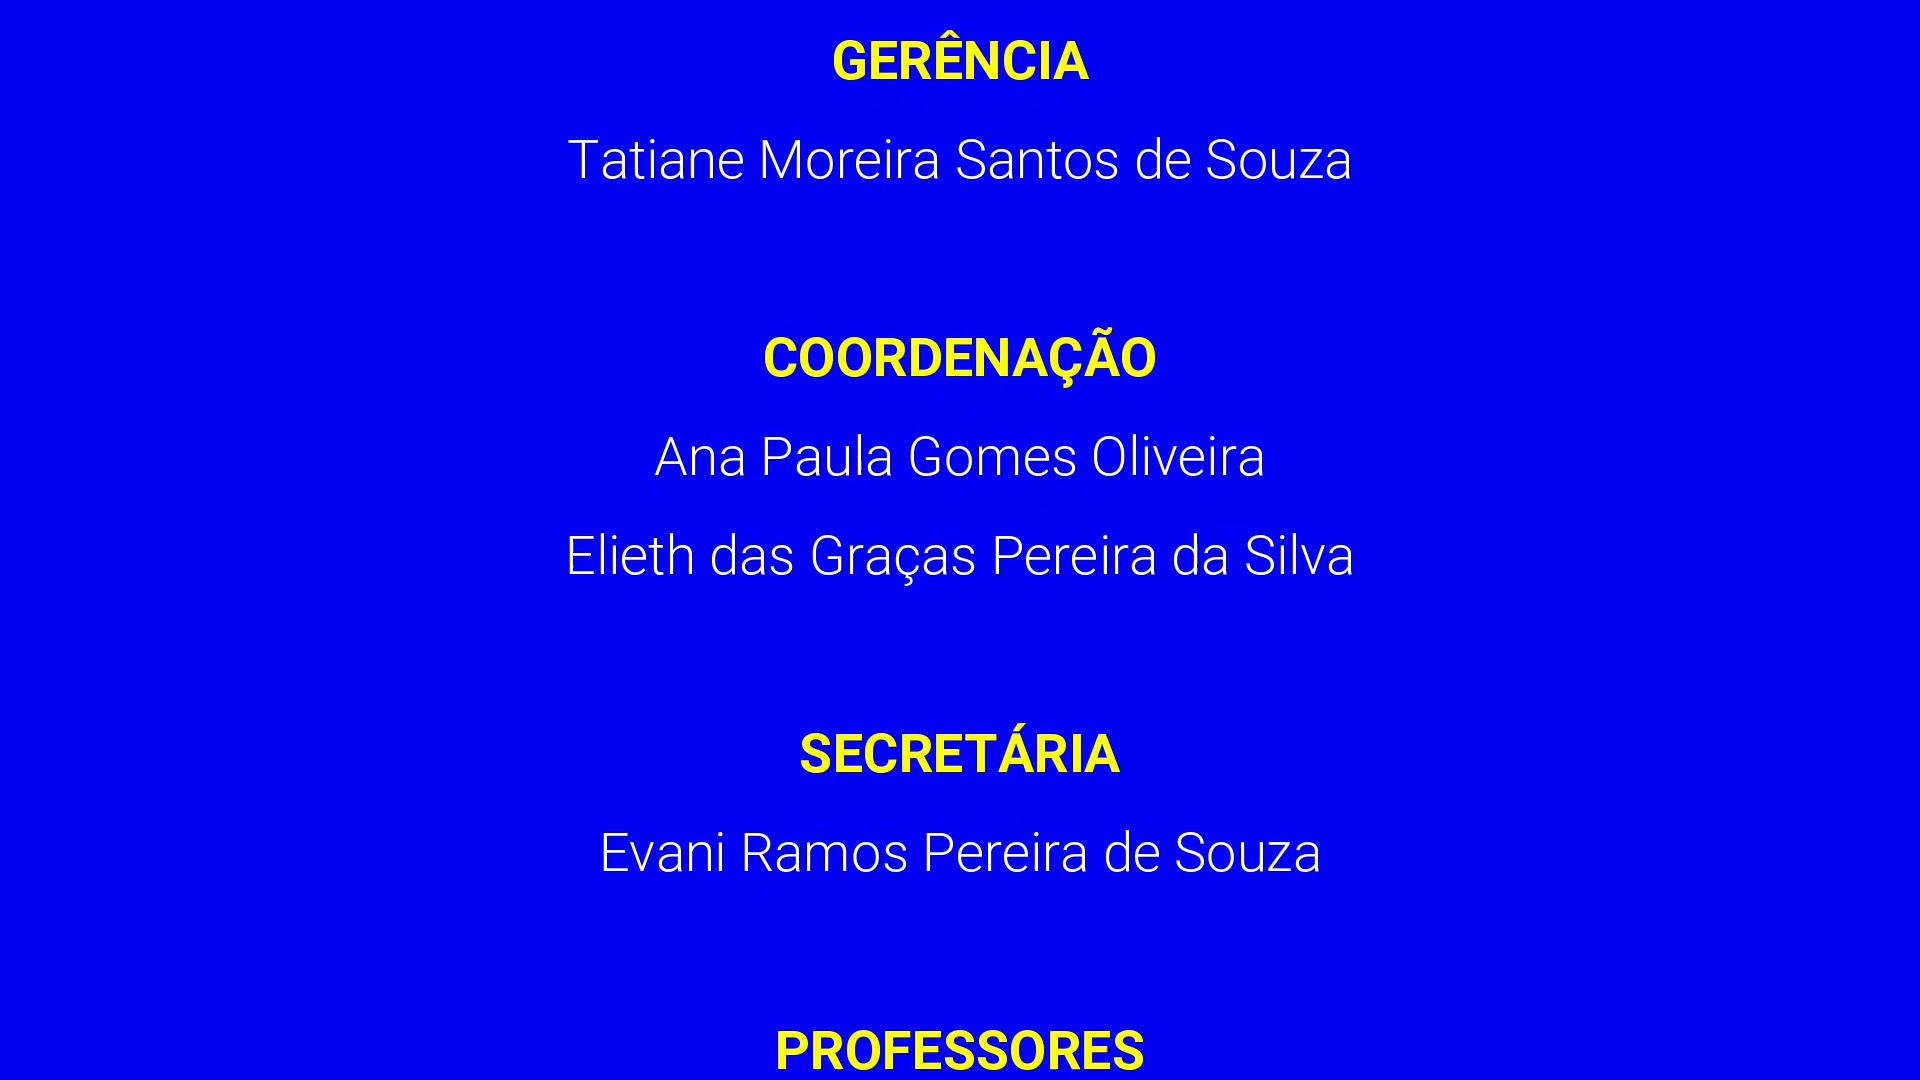 GERÊNCIA
Tatiane Moreira Santos de Souza
COORDENAÇÃO
Ana Paula Gomes Oliveira
Elieth das Graças Pereira da Silva
SECRETÁRIA
Evani Ramos Pereira de Souza
PROFESSORES